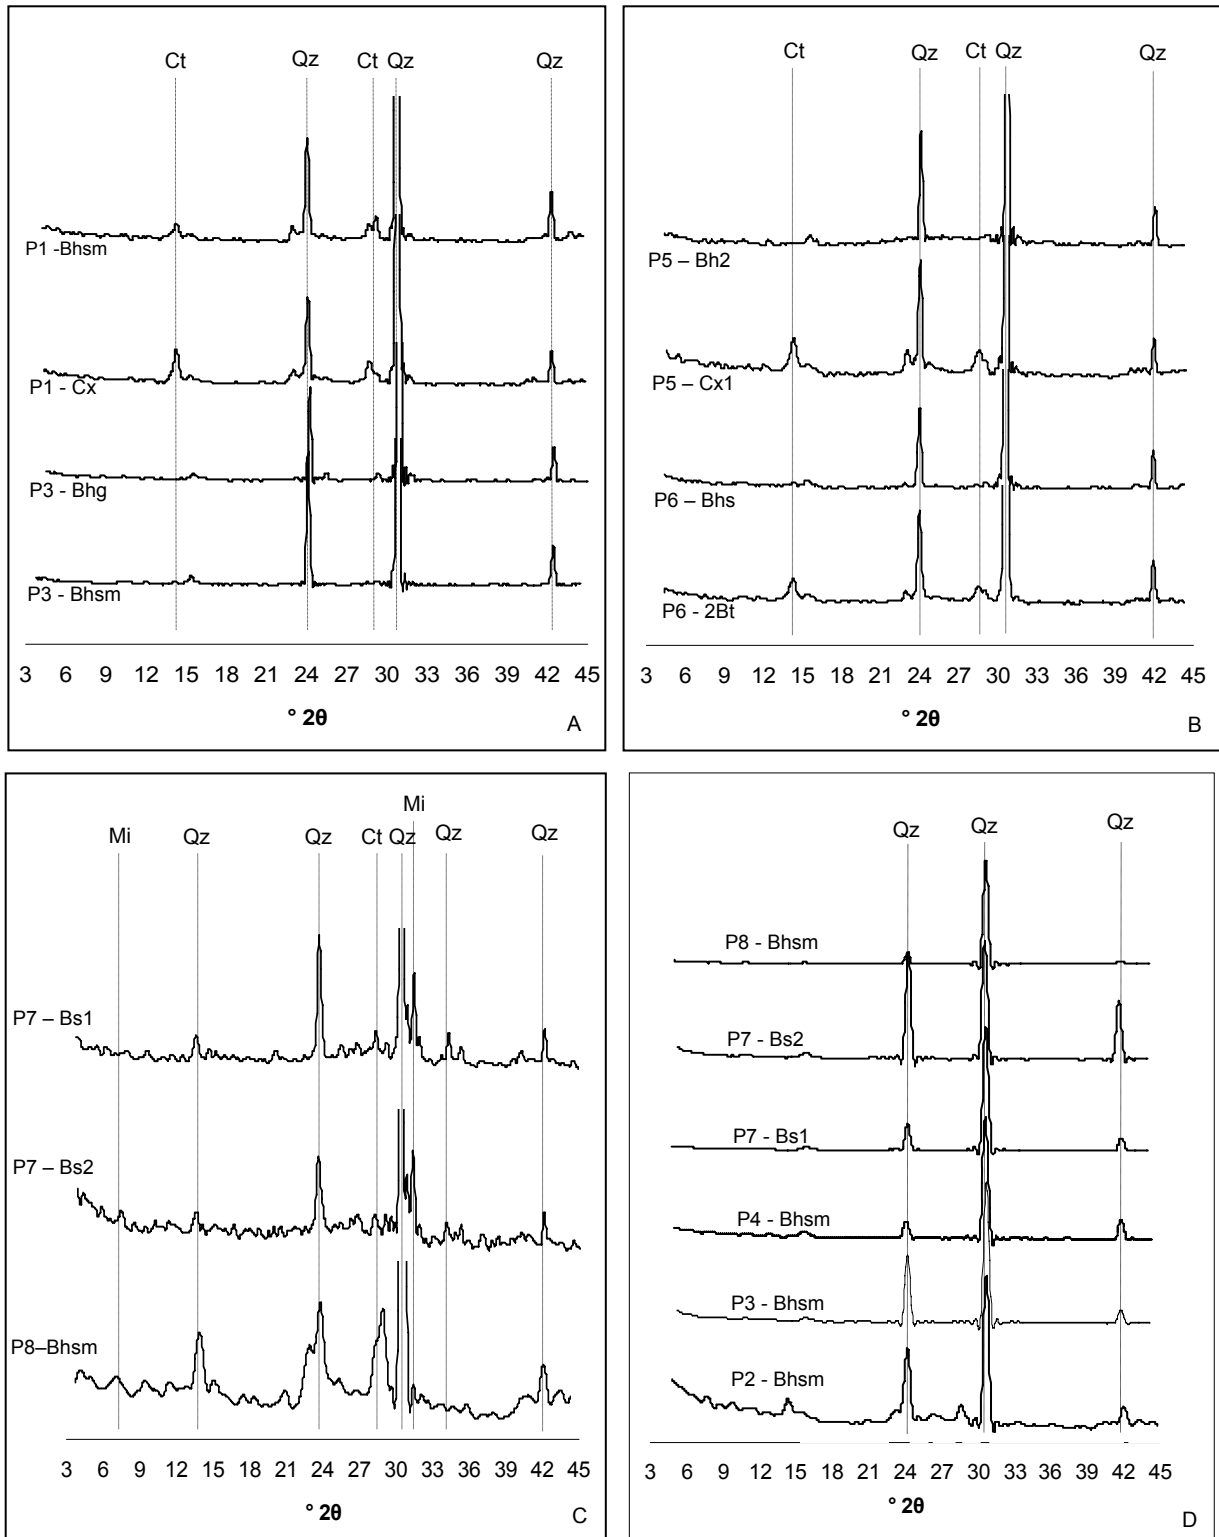 Ct Qz Ct Qz Qz
P1 -Bhsm
P1 - Cx
P3 - Bhg
P3 - Bhsm
3 6 9 12 15 18 21 24 27 30 33 36 39 42 45
° 2θ
A
Ct Qz Ct Qz Qz
P5 – Bh2
P5 – Cx1
P6 – Bhs
P6 - 2Bt
3 6 9 12 15 18 21 24 27 30 33 36 39 42 45
° 2θ
B
Mi
Mi Qz Qz Ct Qz Qz Qz
P7 – Bs1
P7 – Bs2
P8–Bhsm
3 6 9 12 15 18 21 24 27 30 33 36 39 42 45
° 2θ
C
Qz Qz Qz
P8 - Bhsm
P7 - Bs2
P7 - Bs1
P4 - Bhsm
P3 - Bhsm
P2 - Bhsm
3 6 9 12 15 18 21 24 27 30 33 36 39 42 45
° 2θ
D